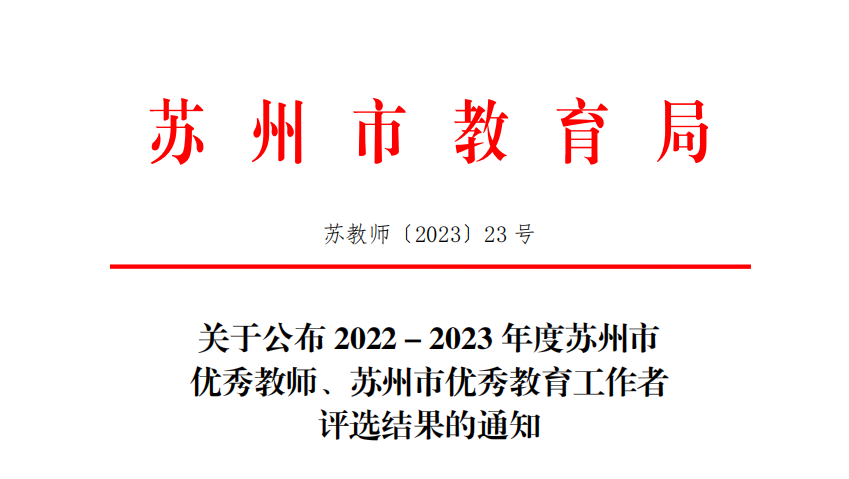 苏州市教育局
苏教师〔2023〕23 号
关于公布 2022－2023 年度苏州市
优秀教师、苏州市优秀教育工作者
评选结果的通知